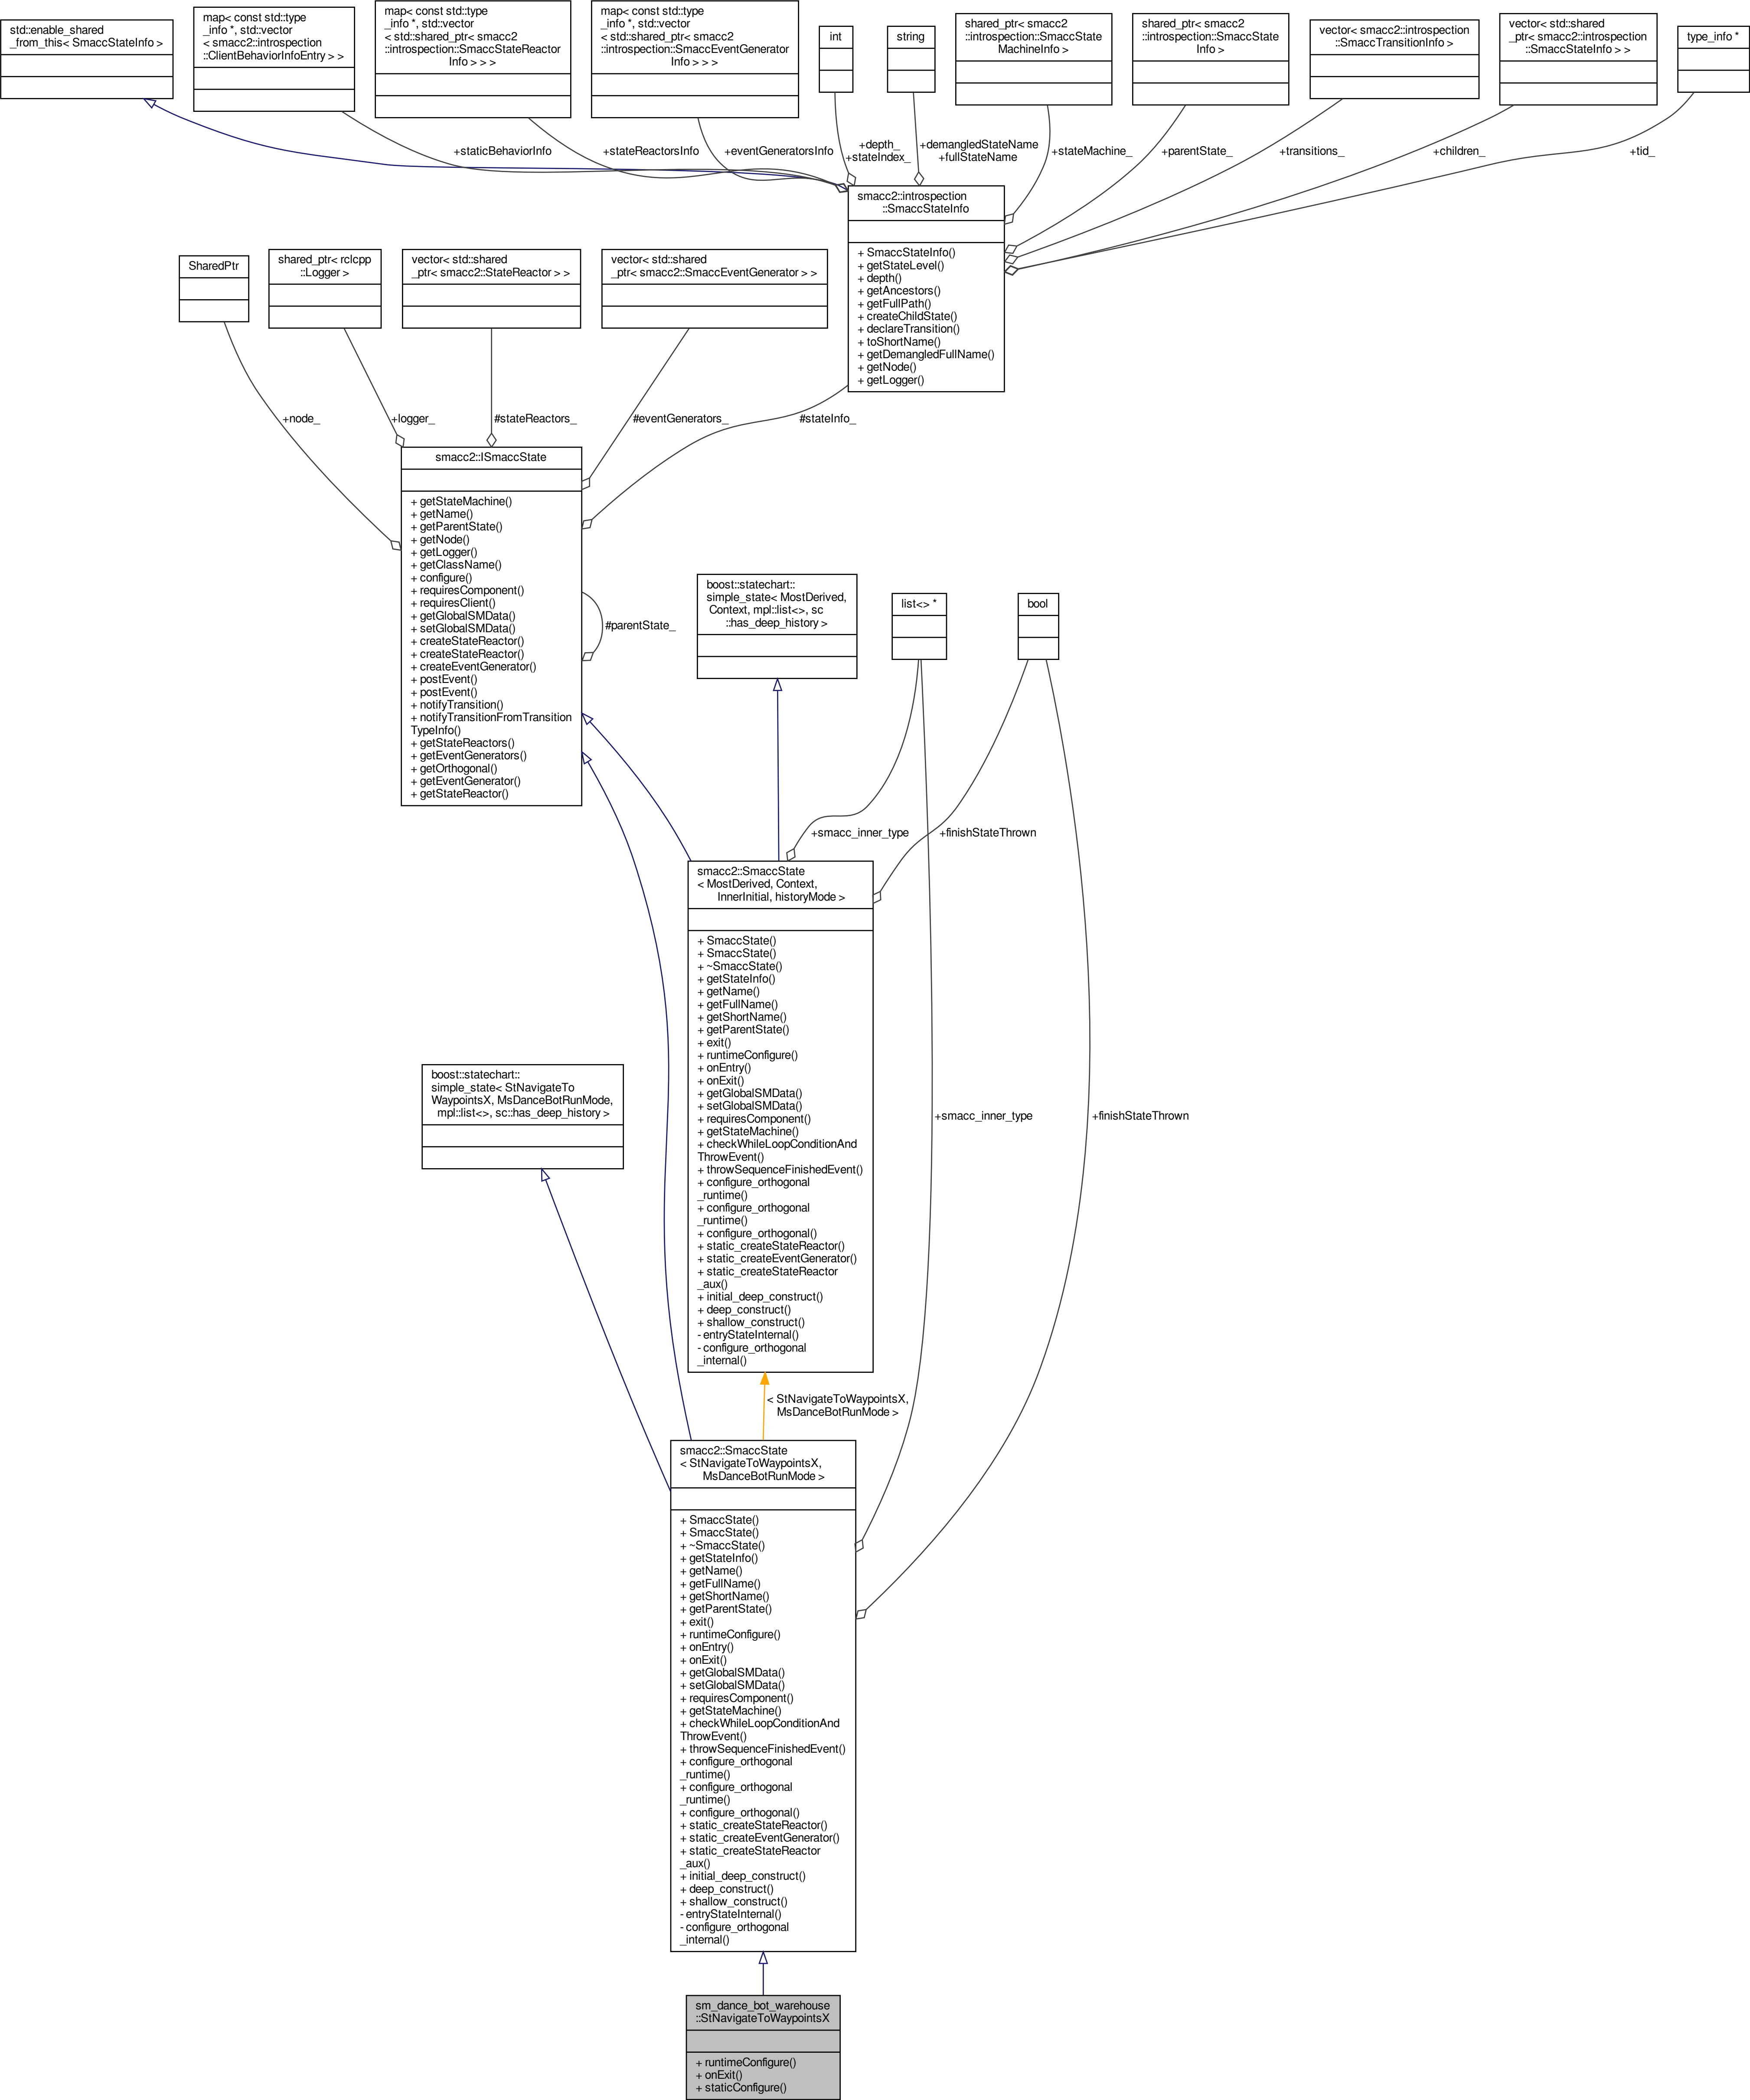 std::enable_shared
_from_this< SmaccStateInfo >
map< const std::type
_info *, std::vector
< smacc2::introspection
::ClientBehaviorInfoEntry > >
map< const std::type
_info *, std::vector
< std::shared_ptr< smacc2
::introspection::SmaccStateReactor
Info > > >
map< const std::type
_info *, std::vector
< std::shared_ptr< smacc2
::introspection::SmaccEventGenerator
Info > > >
int
string
shared_ptr< smacc2
::introspection::SmaccState
MachineInfo >
shared_ptr< smacc2
::introspection::SmaccState
Info >
vector< smacc2::introspection
::SmaccTransitionInfo >
vector< std::shared
_ptr< smacc2::introspection
::SmaccStateInfo > >
type_info *
+staticBehaviorInfo
+stateReactorsInfo
+eventGeneratorsInfo
+depth_
+stateIndex_
+demangledStateName
+fullStateName
+stateMachine_
+parentState_
+transitions_
+children_
+tid_
smacc2::introspection
::SmaccStateInfo
+ SmaccStateInfo()
+ getStateLevel()
+ depth()
+ getAncestors()
+ getFullPath()
+ createChildState()
+ declareTransition()
+ toShortName()
+ getDemangledFullName()
+ getNode()
+ getLogger()
SharedPtr
shared_ptr< rclcpp
::Logger >
vector< std::shared
_ptr< smacc2::StateReactor > >
vector< std::shared
_ptr< smacc2::SmaccEventGenerator > >
+node_
+logger_
#stateReactors_
#eventGenerators_
#stateInfo_
smacc2::ISmaccState
+ getStateMachine()
+ getName()
+ getParentState()
+ getNode()
+ getLogger()
+ getClassName()
+ configure()
+ requiresComponent()
+ requiresClient()
+ getGlobalSMData()
+ setGlobalSMData()
+ createStateReactor()
+ createStateReactor()
+ createEventGenerator()
+ postEvent()
+ postEvent()
+ notifyTransition()
+ notifyTransitionFromTransition
TypeInfo()
+ getStateReactors()
+ getEventGenerators()
+ getOrthogonal()
+ getEventGenerator()
+ getStateReactor()
#parentState_
boost::statechart::
simple_state< MostDerived,
Context, mpl::list<>, sc
::has_deep_history >
list<> *
bool
+smacc_inner_type
+finishStateThrown
smacc2::SmaccState
< MostDerived, Context,
InnerInitial, historyMode >
+ SmaccState()
+ SmaccState()
+ ~SmaccState()
+ getStateInfo()
+ getName()
+ getFullName()
+ getShortName()
+ getParentState()
+ exit()
+ runtimeConfigure()
+ onEntry()
+ onExit()
+ getGlobalSMData()
+ setGlobalSMData()
+ requiresComponent()
+ getStateMachine()
+ checkWhileLoopConditionAnd
ThrowEvent()
+ throwSequenceFinishedEvent()
+ configure_orthogonal
_runtime()
+ configure_orthogonal
_runtime()
+ configure_orthogonal()
+ static_createStateReactor()
+ static_createEventGenerator()
+ static_createStateReactor
_aux()
+ initial_deep_construct()
+ deep_construct()
+ shallow_construct()
- entryStateInternal()
- configure_orthogonal
_internal()
boost::statechart::
simple_state< StNavigateTo
WaypointsX, MsDanceBotRunMode,
mpl::list<>, sc::has_deep_history >
+smacc_inner_type
+finishStateThrown
< StNavigateToWaypointsX,
MsDanceBotRunMode >
smacc2::SmaccState
< StNavigateToWaypointsX,
MsDanceBotRunMode >
+ SmaccState()
+ SmaccState()
+ ~SmaccState()
+ getStateInfo()
+ getName()
+ getFullName()
+ getShortName()
+ getParentState()
+ exit()
+ runtimeConfigure()
+ onEntry()
+ onExit()
+ getGlobalSMData()
+ setGlobalSMData()
+ requiresComponent()
+ getStateMachine()
+ checkWhileLoopConditionAnd
ThrowEvent()
+ throwSequenceFinishedEvent()
+ configure_orthogonal
_runtime()
+ configure_orthogonal
_runtime()
+ configure_orthogonal()
+ static_createStateReactor()
+ static_createEventGenerator()
+ static_createStateReactor
_aux()
+ initial_deep_construct()
+ deep_construct()
+ shallow_construct()
- entryStateInternal()
- configure_orthogonal
_internal()
sm_dance_bot_warehouse
::StNavigateToWaypointsX
+ runtimeConfigure()
+ onExit()
+ staticConfigure()